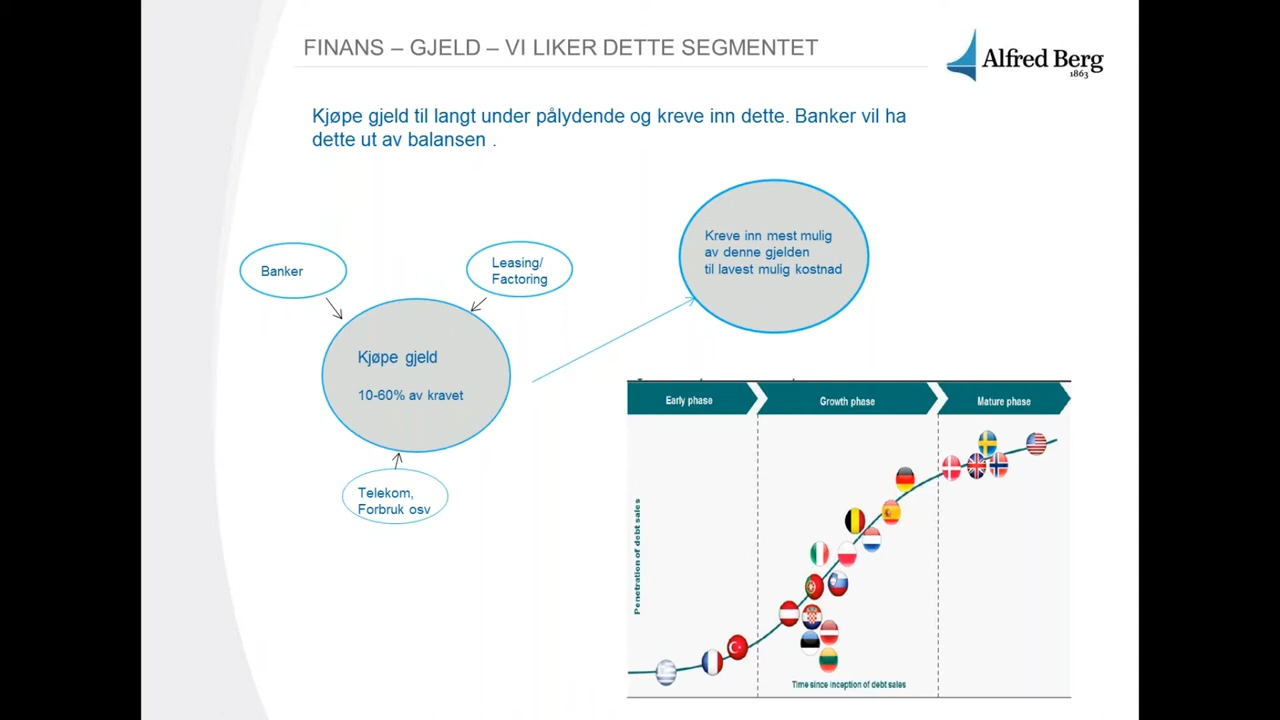 FINANS – GJELD – VI LIKER DETTE SEGMENTET
Alfred Berg
1863
Kjøpe gjeld til langt under pålydende og kreve inn dette. Banker vil ha
dette ut av balansen .
Kreve inn mest mulig
av denne gjelden
til lavest mulig kostnad
Banker
Leasing/
Factoring
Kjøpe gjeld
10-60% av kravet
Telekom,
Forbruk osv
Early phase
Growth phase
Mature phase
Penetration of debt sales
Time since inception of debt sales